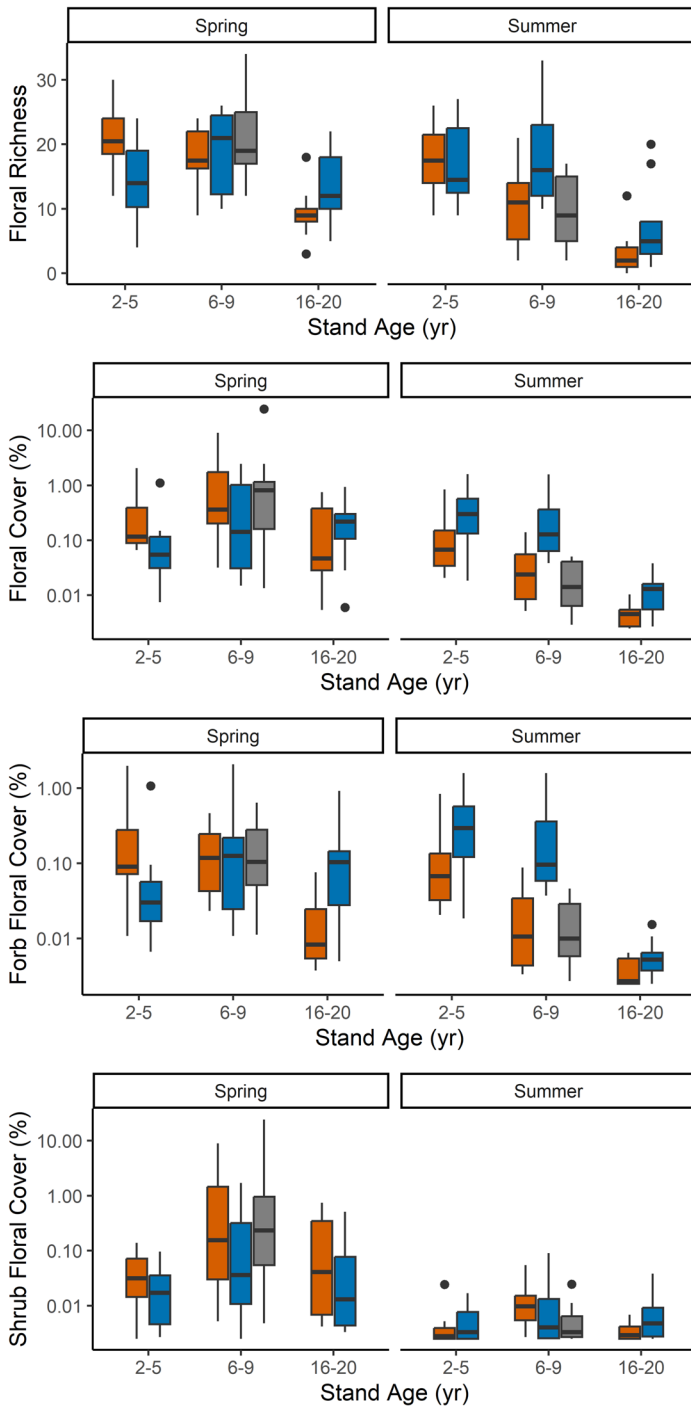 Spring Summer
Floral Richness
30
20
10
0
2-5 6-9 16-20 2-5 6-9 16-20
Stand Age (yr)
Spring Summer
Floral Cover (%)
10.00
1.00
0.10
0.01
2-5 6-9 16-20 2-5 6-9 16-20
Stand Age (yr)
Spring Summer
Forb Floral Cover (%)
1.00
0.10
0.01
2-5 6-9 16-20 2-5 6-9 16-20
Stand Age (yr)
Spring Summer
Shrub Floral Cover (%)
10.00
1.00
0.10
0.01
2-5 6-9 16-20 2-5 6-9 16-20
Stand Age (yr)